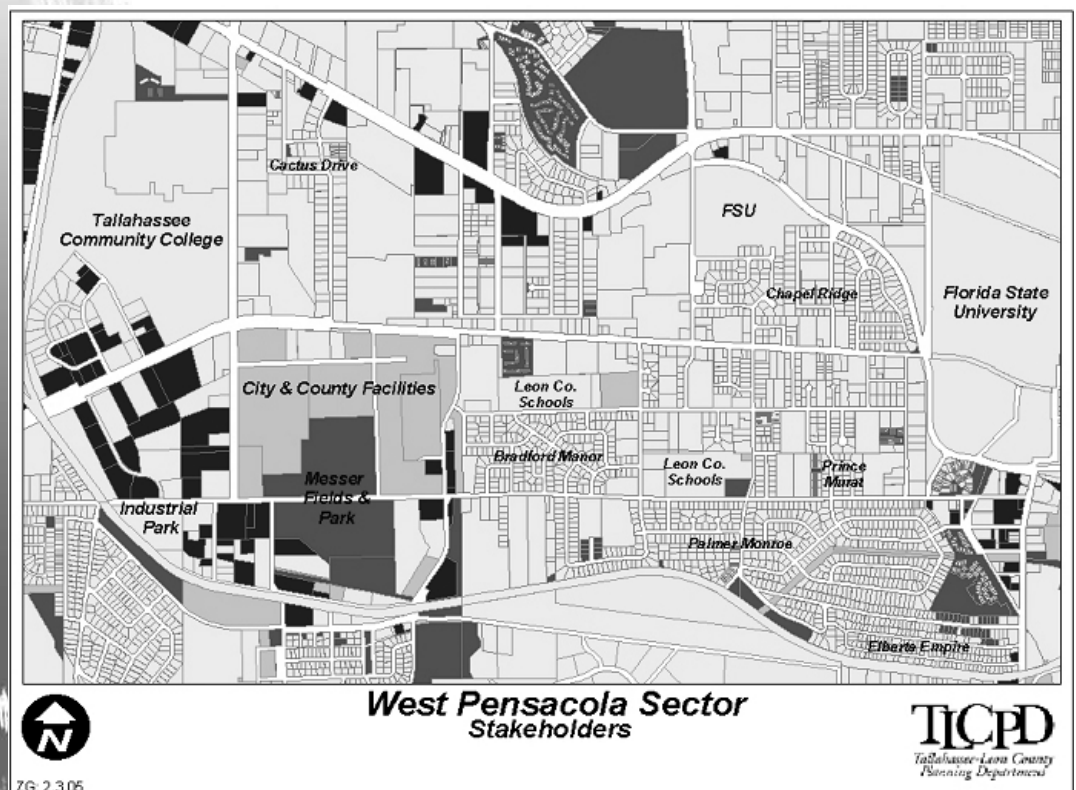 Cactus Drive
Tallahassee
Community College
FSU
Chapel Ridge
Florida State
University
City & County Facilities
Leon Co.
Schools
Bradford Manor
Leon Co.
Schools
Prince
Murat
Messer
Fields &
Park
Industrial
Park
Palmer Monroe
Elberta Empire
West Pensacola Sector
Stakeholders
N
TLCPD
Tallahassee-Leon County
Planning Department
ZG: 2.3.05